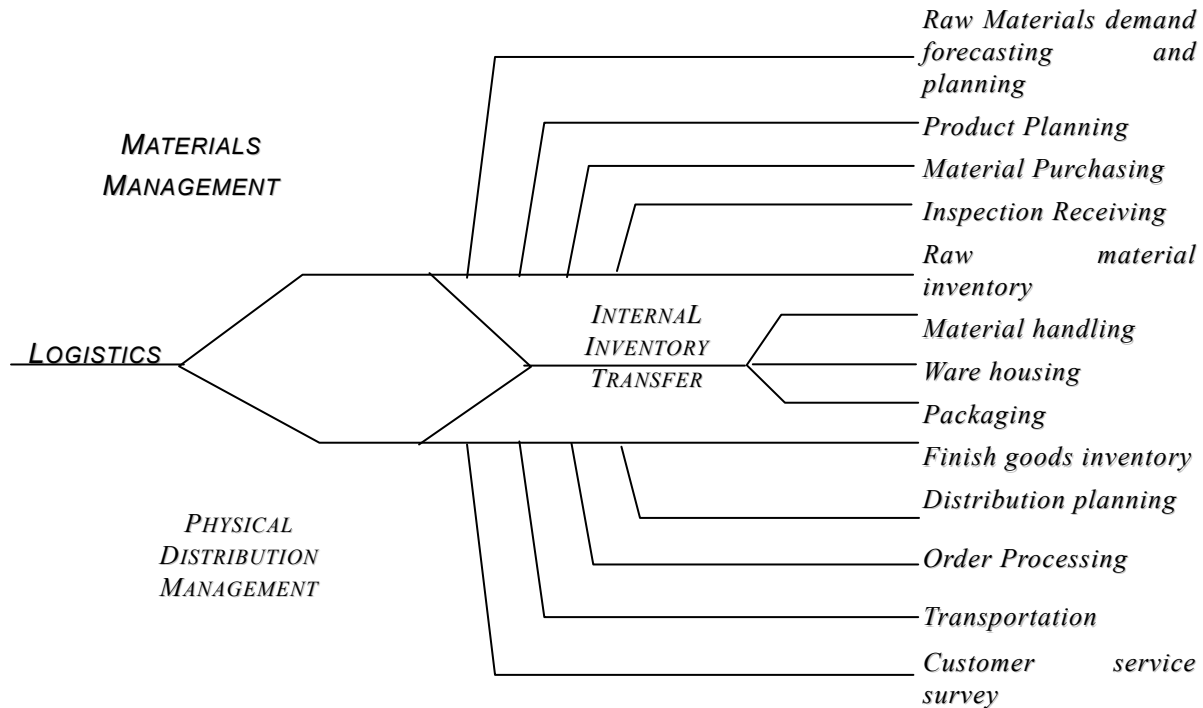 MATERIALS
MANAGEMENT
LOGISTICS
PHYSICAL
DISTRIBUTION
MANAGEMENT
INTERNAL
INVENTORY
TRANSFER
Raw Materials demand
forecasting and
planning
Product Planning
Material Purchasing
Inspection Receiving
Raw material
inventory
Material handling
Ware housing
Packaging
Finish goods inventory
Distribution planning
Order Processing
Transportation
Customer service
survey